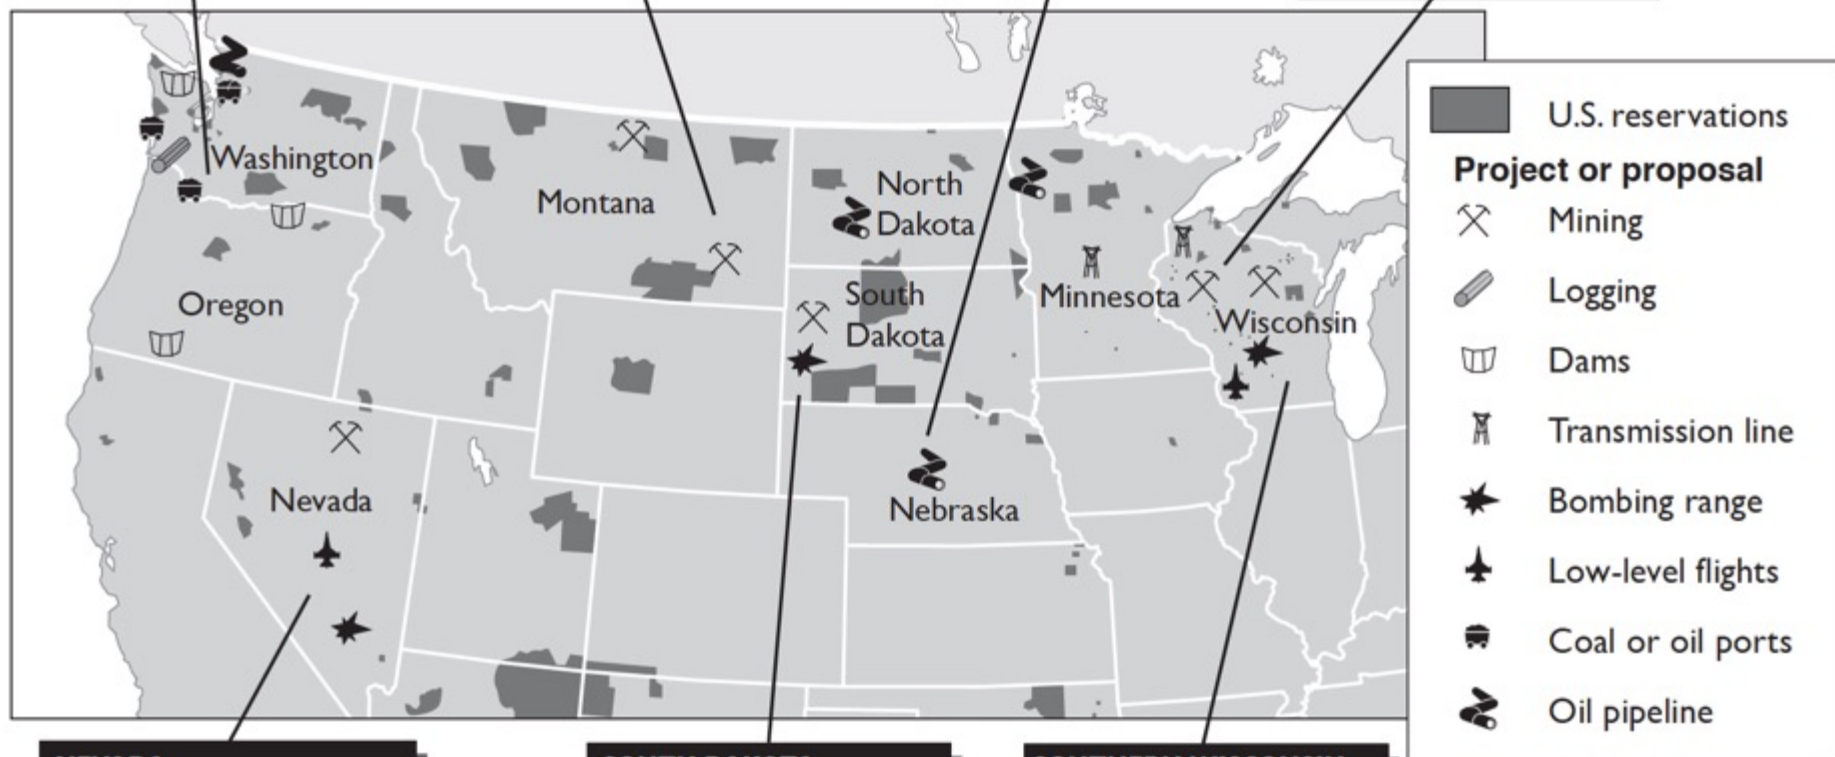 Washington
Montana
North
Dakota
Oregon
South
Dakota
Minnesota
Wisconsin
Nevada
Nebraska
U.S. reservations
Project or proposal
Mining
Logging
Dams
Transmission line
Bombing range
Low-level flights
Coal or oil ports
Oil pipeline